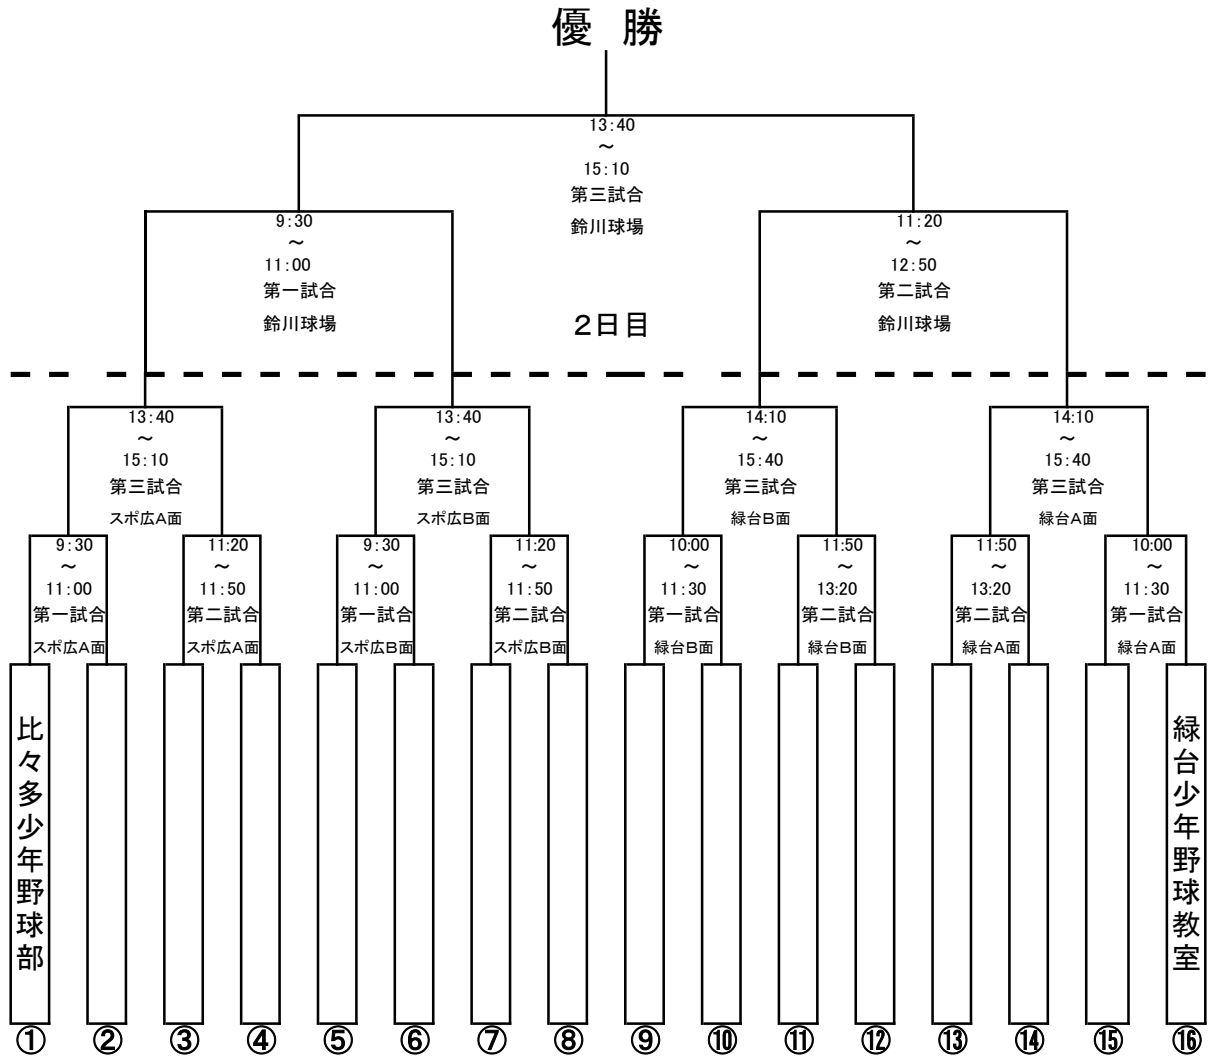 優 勝
13:40
～
15:10
第三試合
鈴川球場
9:30
～
11:00
第一試合
鈴川球場
11:20
～
12:50
第二試合
鈴川球場
2日目
13:40
～
15:10
第三試合
スポ広A面
13:40
～
15:10
第三試合
スポ広B面
14:10
～
15:40
第三試合
緑台B面
14:10
～
15:40
第三試合
緑台A面
9:30
～
11:00
第一試合
スポ広A面
11:20
～
11:50
第二試合
スポ広A面
9:30
～
11:00
第一試合
スポ広B面
11:20
～
11:50
第二試合
スポ広B面
10:00
～
11:30
第一試合
緑台B面
11:50
～
13:20
第二試合
緑台B面
11:50
～
13:20
第二試合
緑台A面
10:00
～
11:30
第一試合
緑台A面
比々多少年野球部
緑台少年野球教室
① ② ③ ④ ⑤ ⑥ ⑦ ⑧ ⑨ ⑩ ⑪ ⑫ ⑬ ⑭ ⑮ ⑯